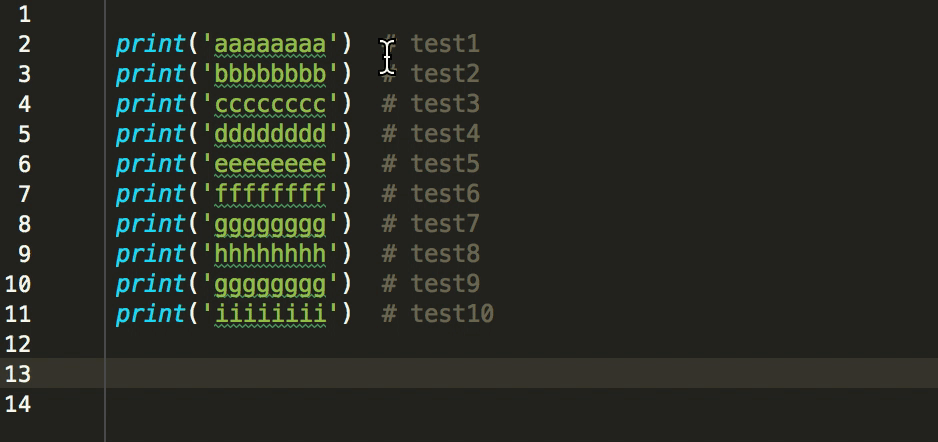 1
2 print('aaaaaaaa') # test1
3 print('bbbbbbbb') # test2
4 print('cccccccc') # test3
5 print('dddddddd') # test4
6 print('eeeeeeee') # test5
7 print('ffffffff') # test6
8 print('gggggggg') # test7
9 print('hhhhhhhh') # test8
10 print('gggggggg') # test9
11 print('iiiiiiii') # test10
12
13
14